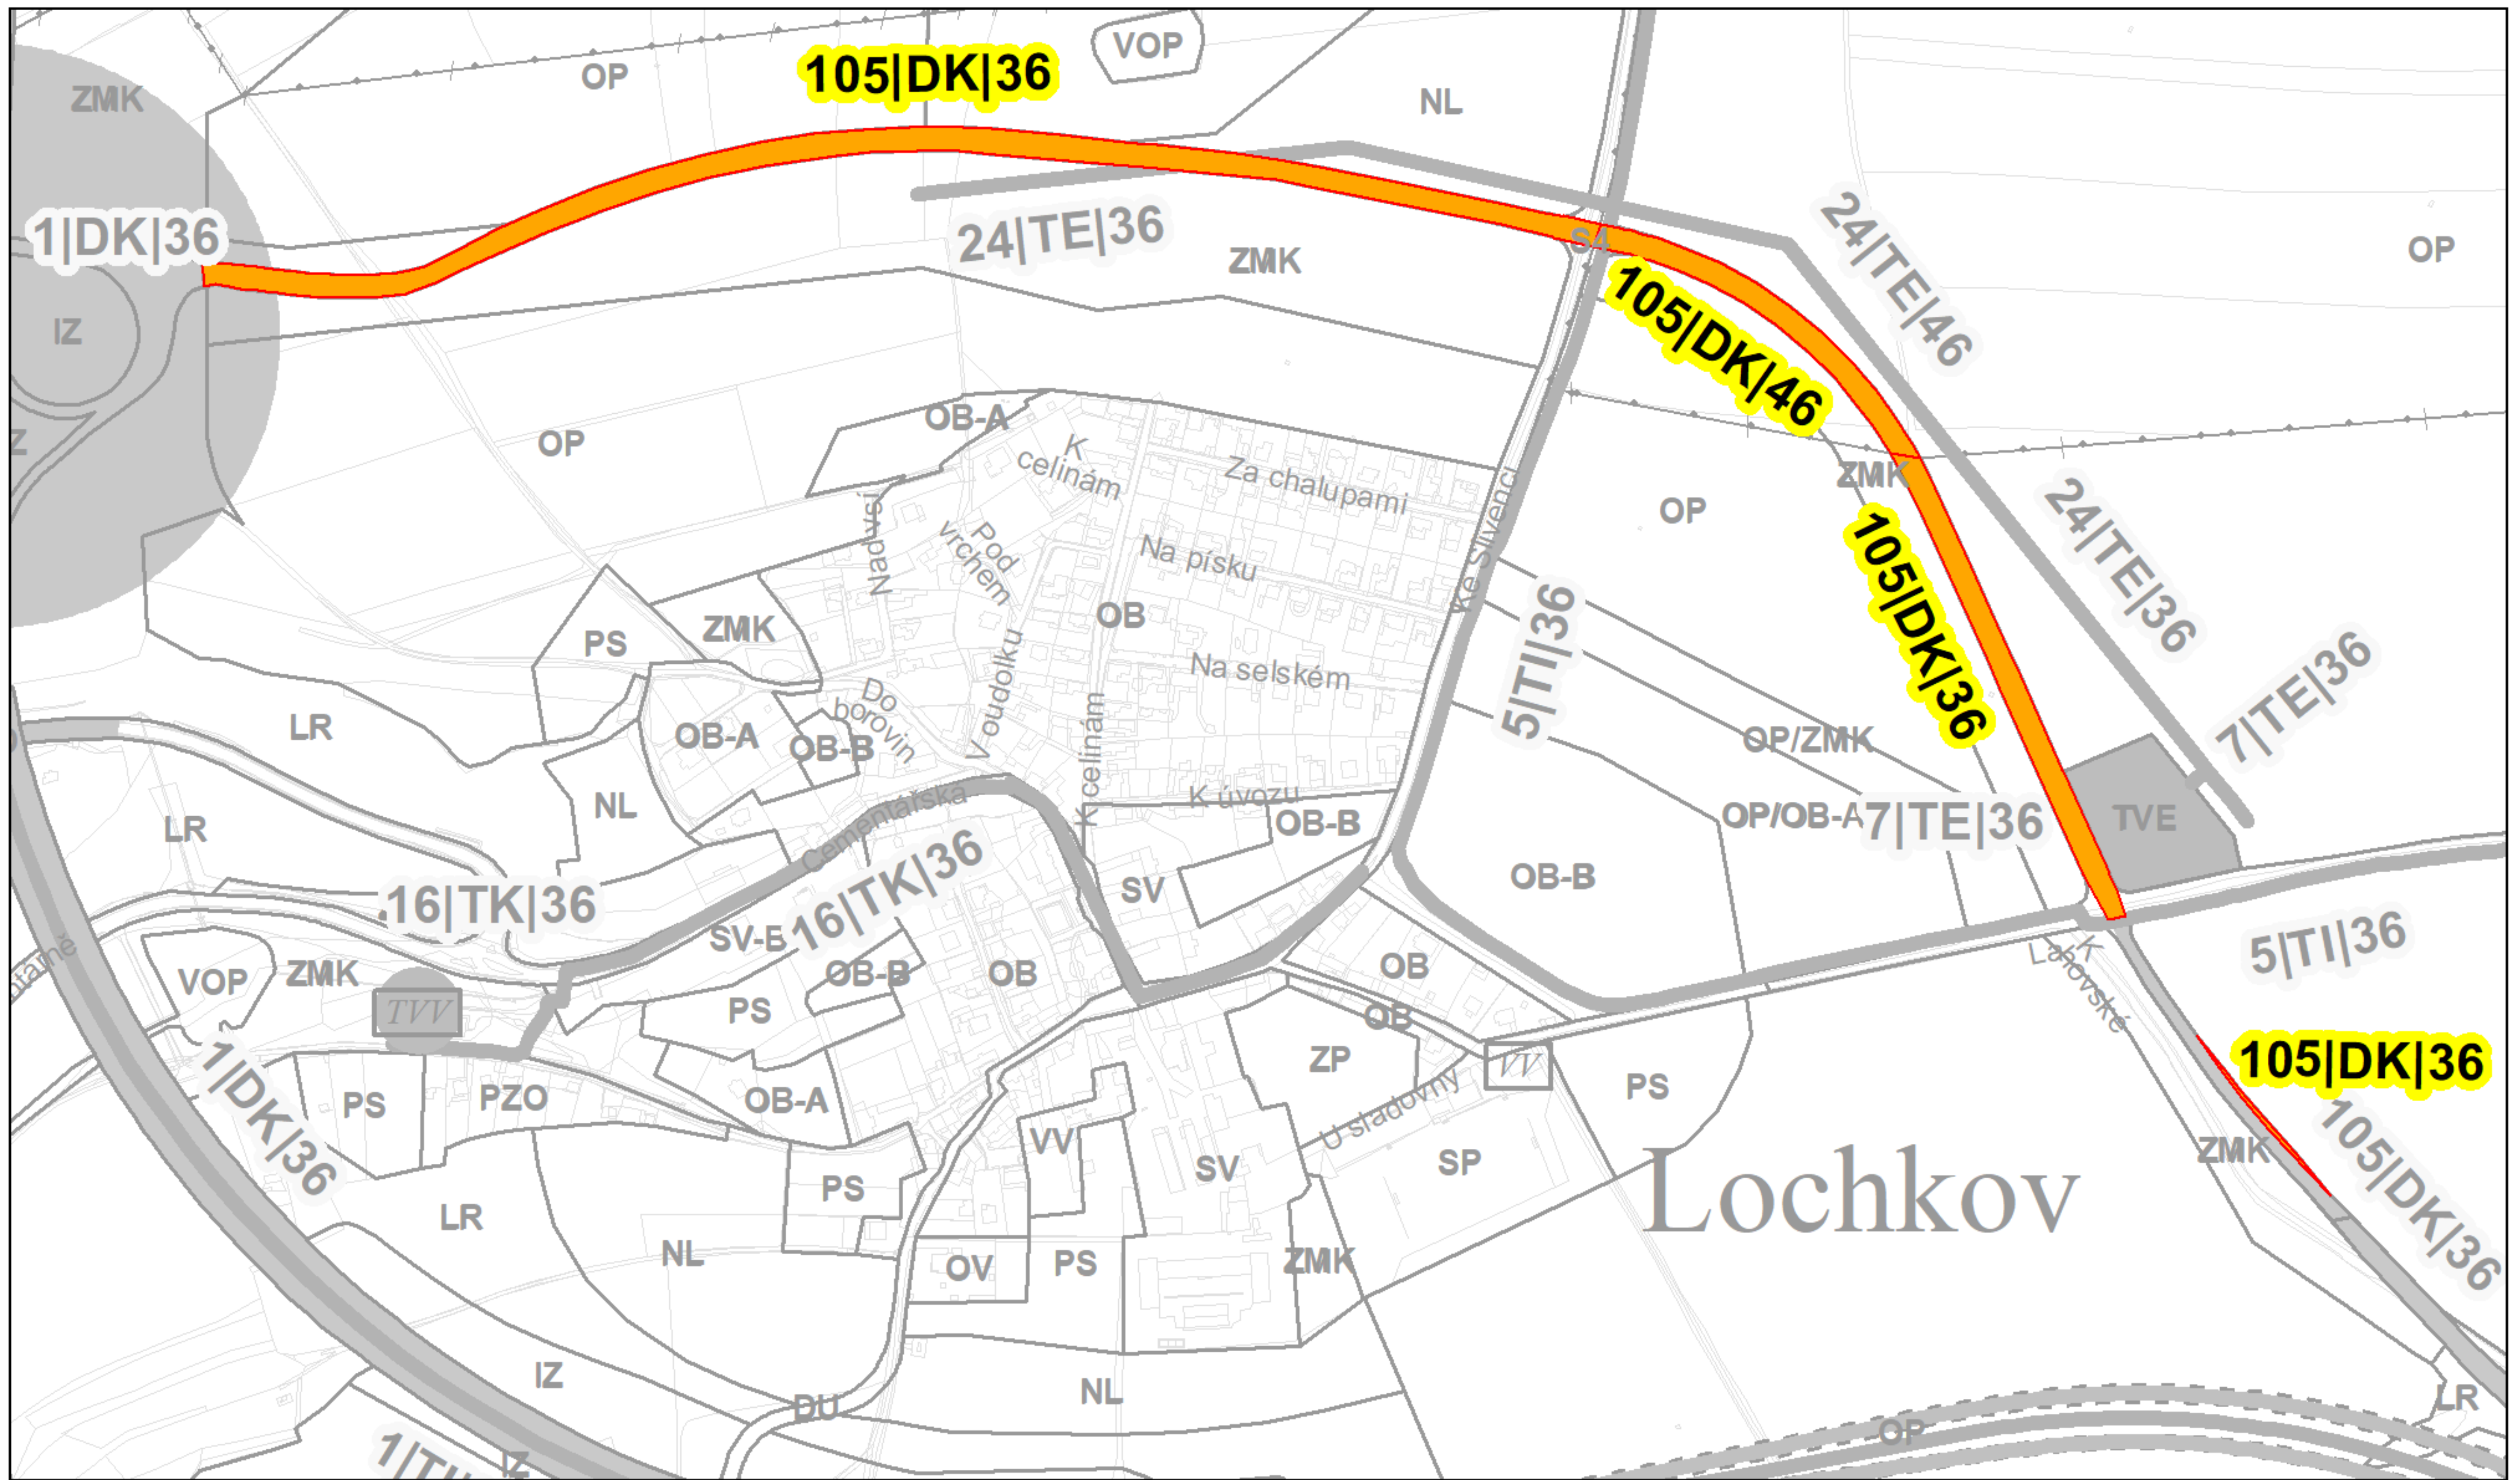 VOP
OP
105|DK|36
ZMK
NL
1|DK|36
24|TE|36
ZMK
S4
24|TE|46
OP
IZ
105|DK|46
Z
OP
OB-A
K
celinám
Za chalupami
Ke Slivenci
OP
ZMK
Nad vsí
Pod
vrchem
Na písku
105|DK|36
24|TE|36
PS
ZMK
OB
5|TI|36
V oudolku
Na selském
7|TE|36
LR
OB-A
OB-B
Do
borovin
K celinám
OP/ZMK
NL
K úvozu
OB-B
OP/OB-A
7|TE|36
TVE
LR
Cementářská
OB-B
16|TK|36
16|TK|36
SV
SV-B
5|TI|36
VOP
ZMK
OB-B
OB
OB
K
Lahovské
TVV
PS
OB
ZP
VV
PS
105|DK|36
1|DK|36
PS
PZO
OB-A
U sladovny
VV
SV
SP
ZMK
105|DK|36
LR
PS
Lochkov
NL
OV
PS
ZMK
IZ
NL
DU
LR
OP
IZ